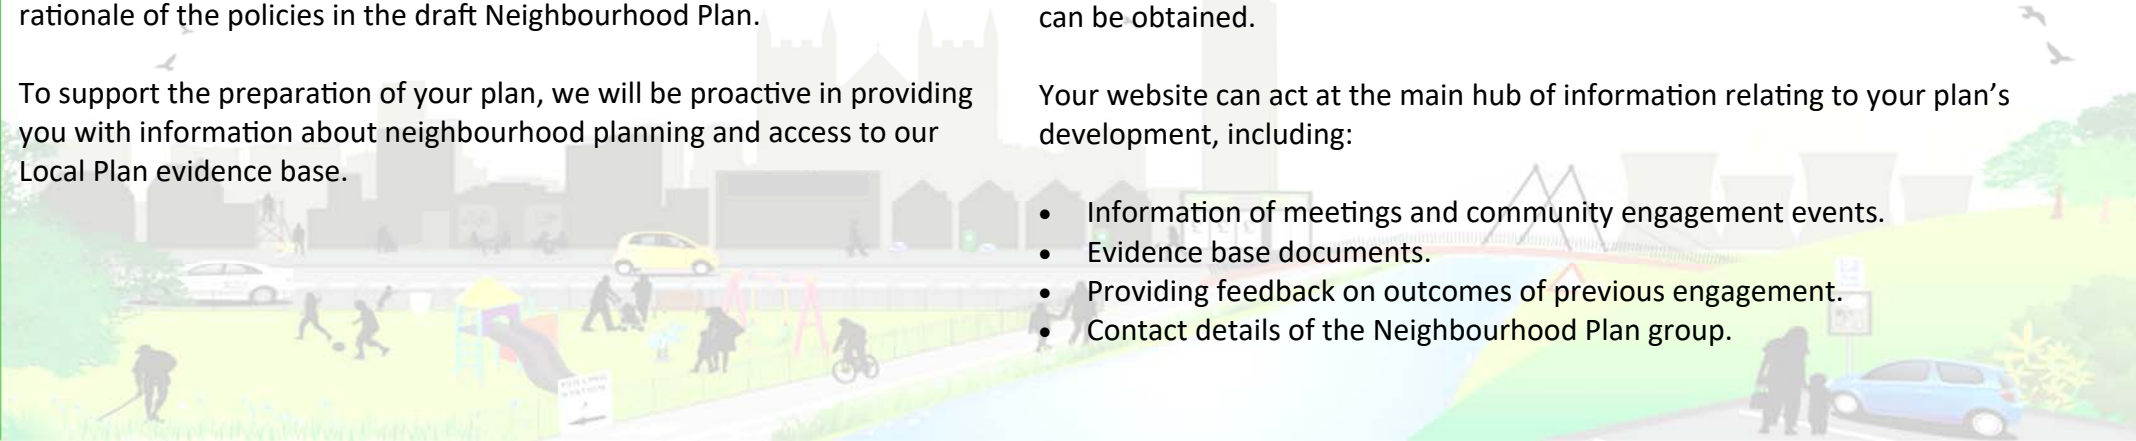 rationale of the policies in the draft Neighbourhood Plan.
To support the preparation of your plan, we will be proactive in providing
you with information about neighbourhood planning and access to our
Local Plan evidence base.
can be obtained.
Your website can act at the main hub of information relating to your plan's
development, including:
• Information of meetings and community engagement events.
• Evidence base documents.
• Providing feedback on outcomes of previous engagement.
• Contact details of the Neighbourhood Plan group.
POLLING
STATION